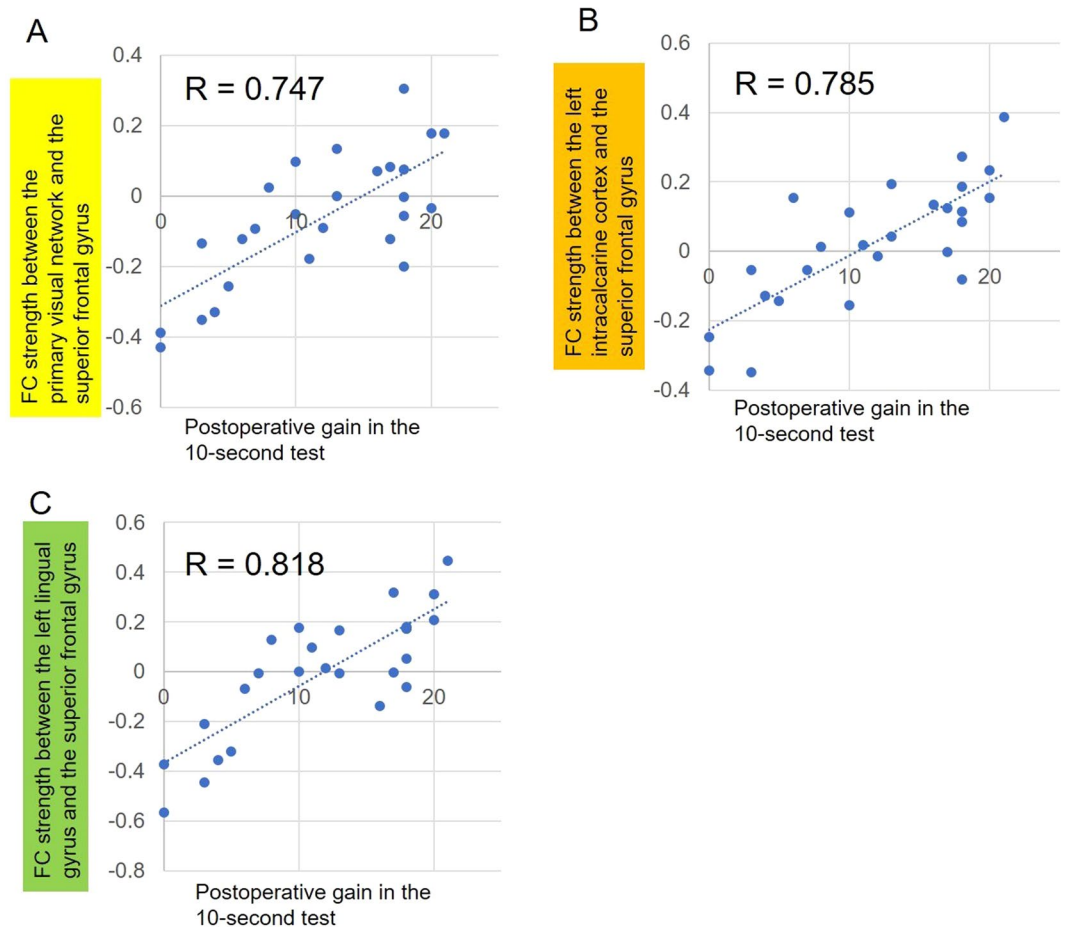 A
FC strength between the
primary visual network and the
superior frontal gyrus
R = 0.747
0.4
0.2
0
-0.2
-0.4
-0.6
0
10
20
Postoperative gain in the
10-second test
B
FC strength between the left
intracalcarine cortex and the
superior frontal gyrus
R = 0.785
0.6
0.4
0.2
0
-0.2
-0.4
0
10
20
Postoperative gain in the
10-second test
C
FC strength between the left lingual
gyrus and the superior frontal gyrus
R = 0.818
0.6
0.4
0.2
0
-0.2
-0.4
-0.6
-0.8
0
10
20
Postoperative gain in the
10-second test